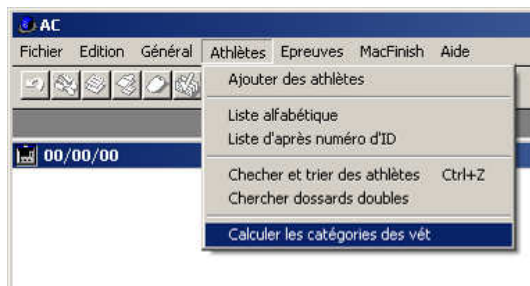 AC
Fichier Edition Général Athlètes Epreuves MacFinish Aide
Ajouter des athlètes
Liste alfabétique
Liste d'après numéro d'ID
Checher et trier des athlètes Ctrl+Z
Chercher dossards doubles
Calculer les catégories des vét
00/00/00